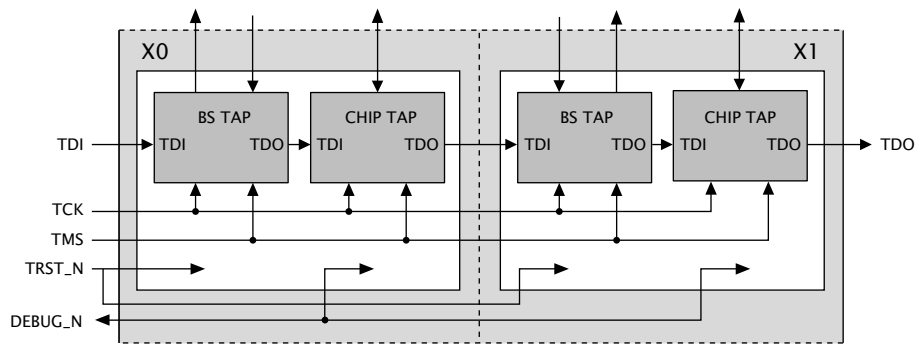 X0 X1
BS TAP CHIP TAP BS TAP CHIP TAP
TDI TDI TDO TDI TDO TDI TDO TDI TDO TDO
TCK
TMS
TRST_N
DEBUG_N